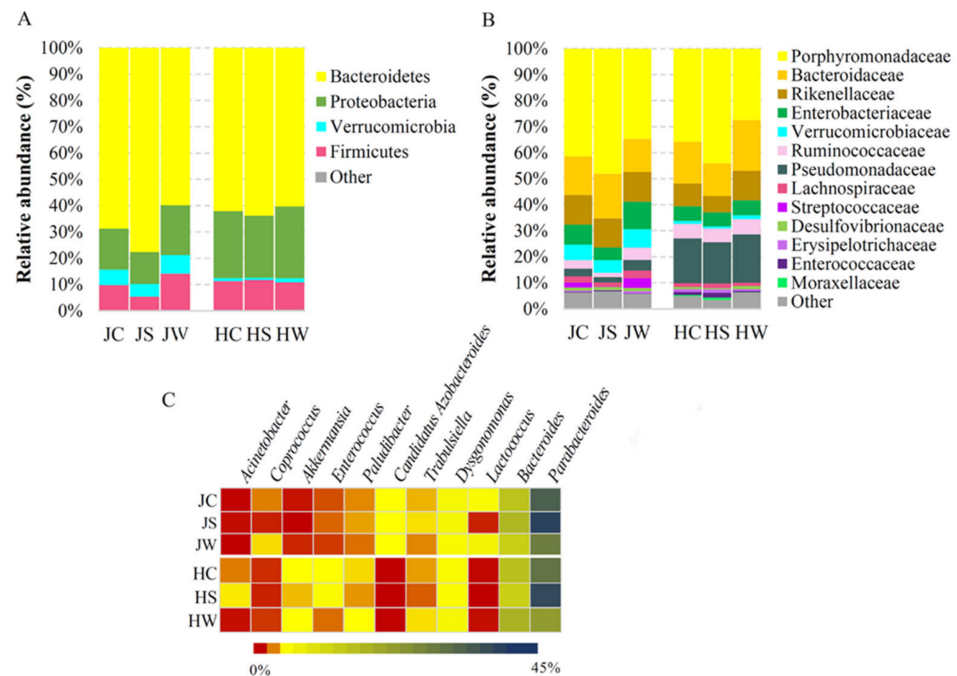 A
Relative abundance (%)
100%
90%
80%
70%
60%
50%
40%
30%
20%
10%
0%
JC JS JW HC HS HW
Bacteroidetes
Proteobacteria
Verrucomicrobia
Firmicutes
Other
B
Relative abundance (%)
100%
90%
80%
70%
60%
50%
40%
30%
20%
10%
0%
JC JS JW HC HS HW
Porphyromonadaceae
Bacteroidaceae
Rikenellaceae
Enterobacteriaceae
Verrucomicrobiaceae
Ruminococcaceae
Pseudomonadaceae
Lachnospiraceae
Streptococcaceae
Desulfovibrionaceae
Erysipelotrichaceae
Enterococcaceae
Moraxellaceae
Other
C
Acinetobacter
Coprococcus
Akkermansia
Enterococcus
Paludibacter
Candidatus Azobacteroides
Trabulsiella
Dysgonomonas
Lactococcus
Bacteroides
Parabacteroides
JC
JS
JW
HC
HS
HW
0% 45%